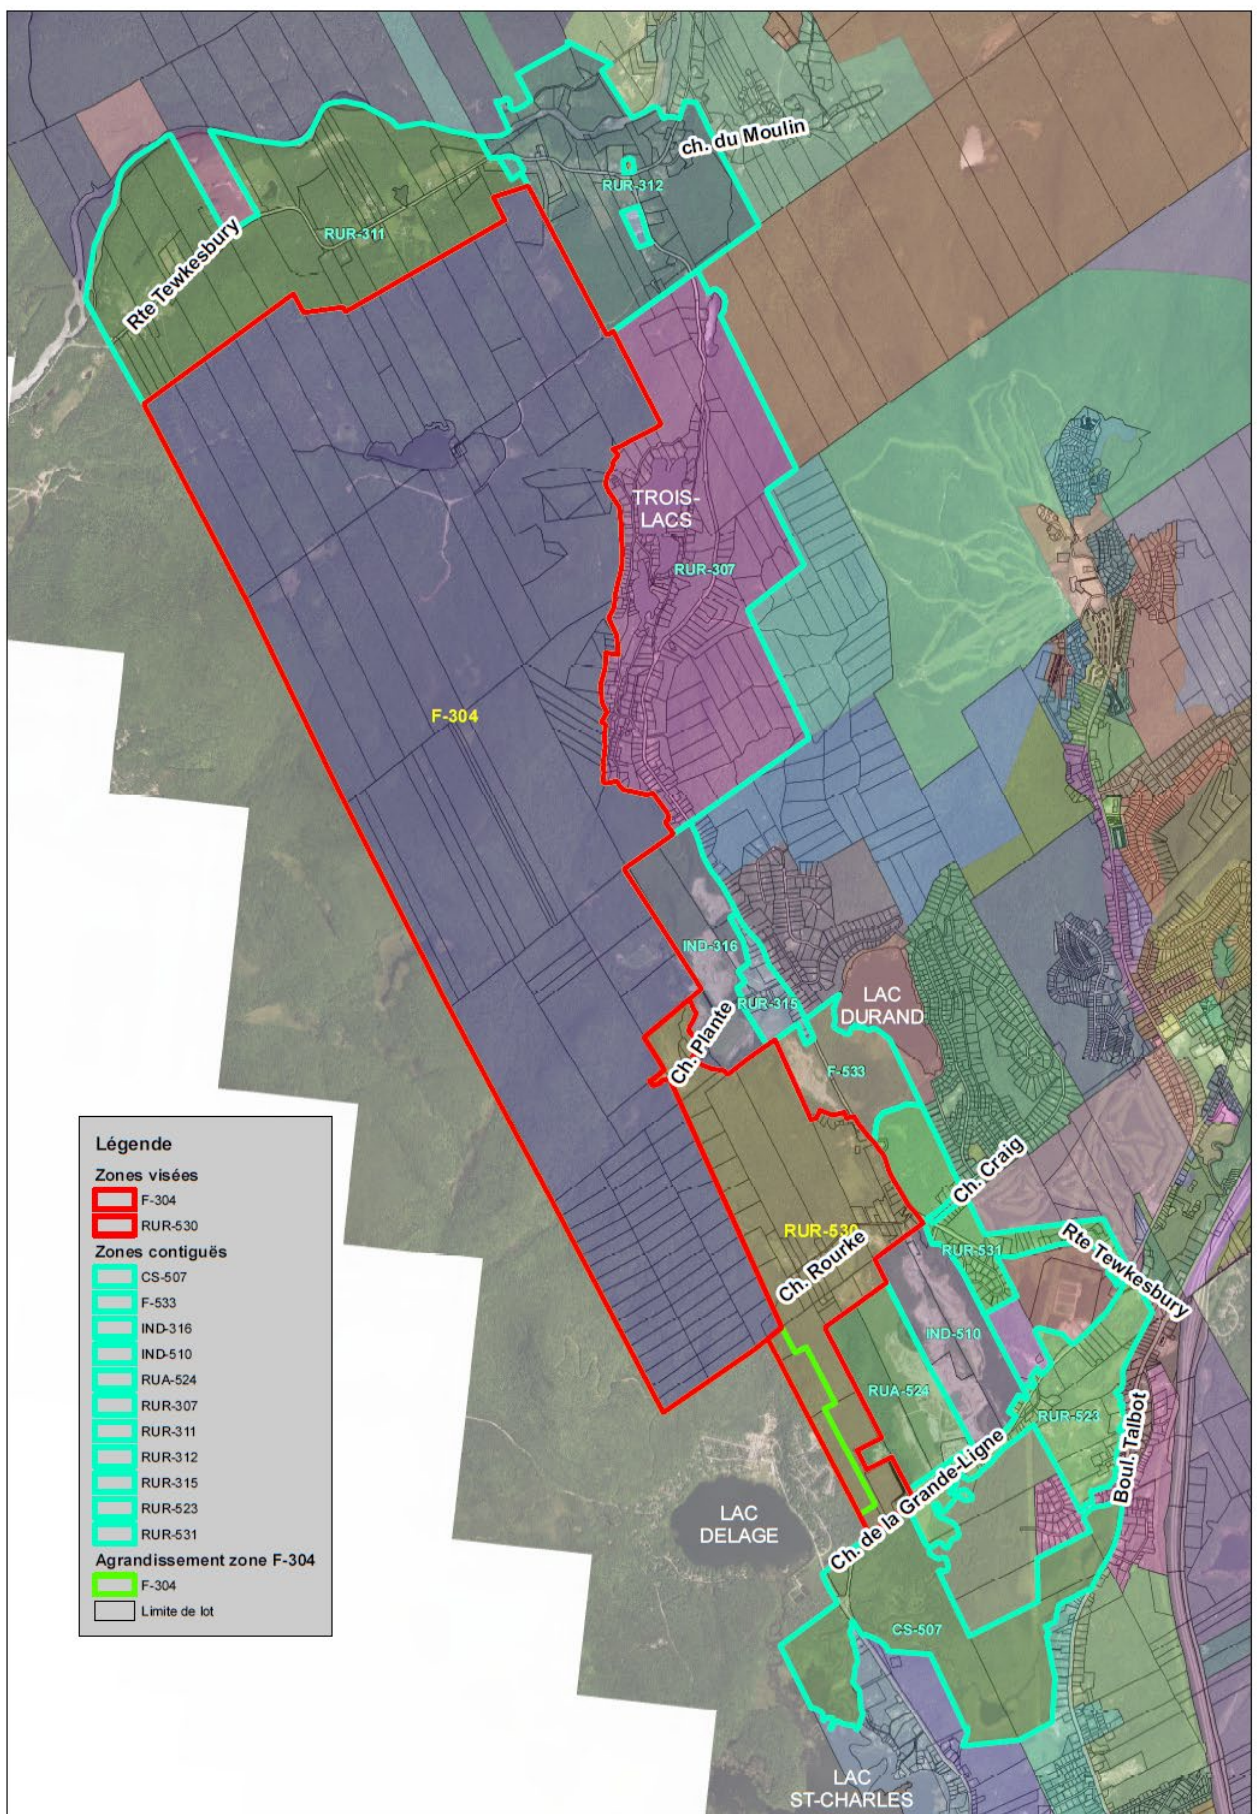 ch. du Moulin
RUR-312
RUR-311
Rte Tewkesbury
TROIS-
LACS
RUR-307
F-304
IND-316
RUR-315
LAC
DURAND
Ch. Plante
F-533
Ch. Craig
RUR-530
RUR-531
Rte Tewkesbury
Ch. Rourke
IND-510
RUA-524
RUR-523
Boul. Talbot
Ch. de la Grande-Ligne
LAC
DELAGE
CS-507
LAC
ST-CHARLES
Légende
Zones visées
F-304
RUR-530
Zones contiguës
CS-507
F-533
IND-316
IND-510
RUA-524
RUR-307
RUR-311
RUR-312
RUR-315
RUR-523
RUR-531
Agrandissement zone F-304
F-304
Limite de lot